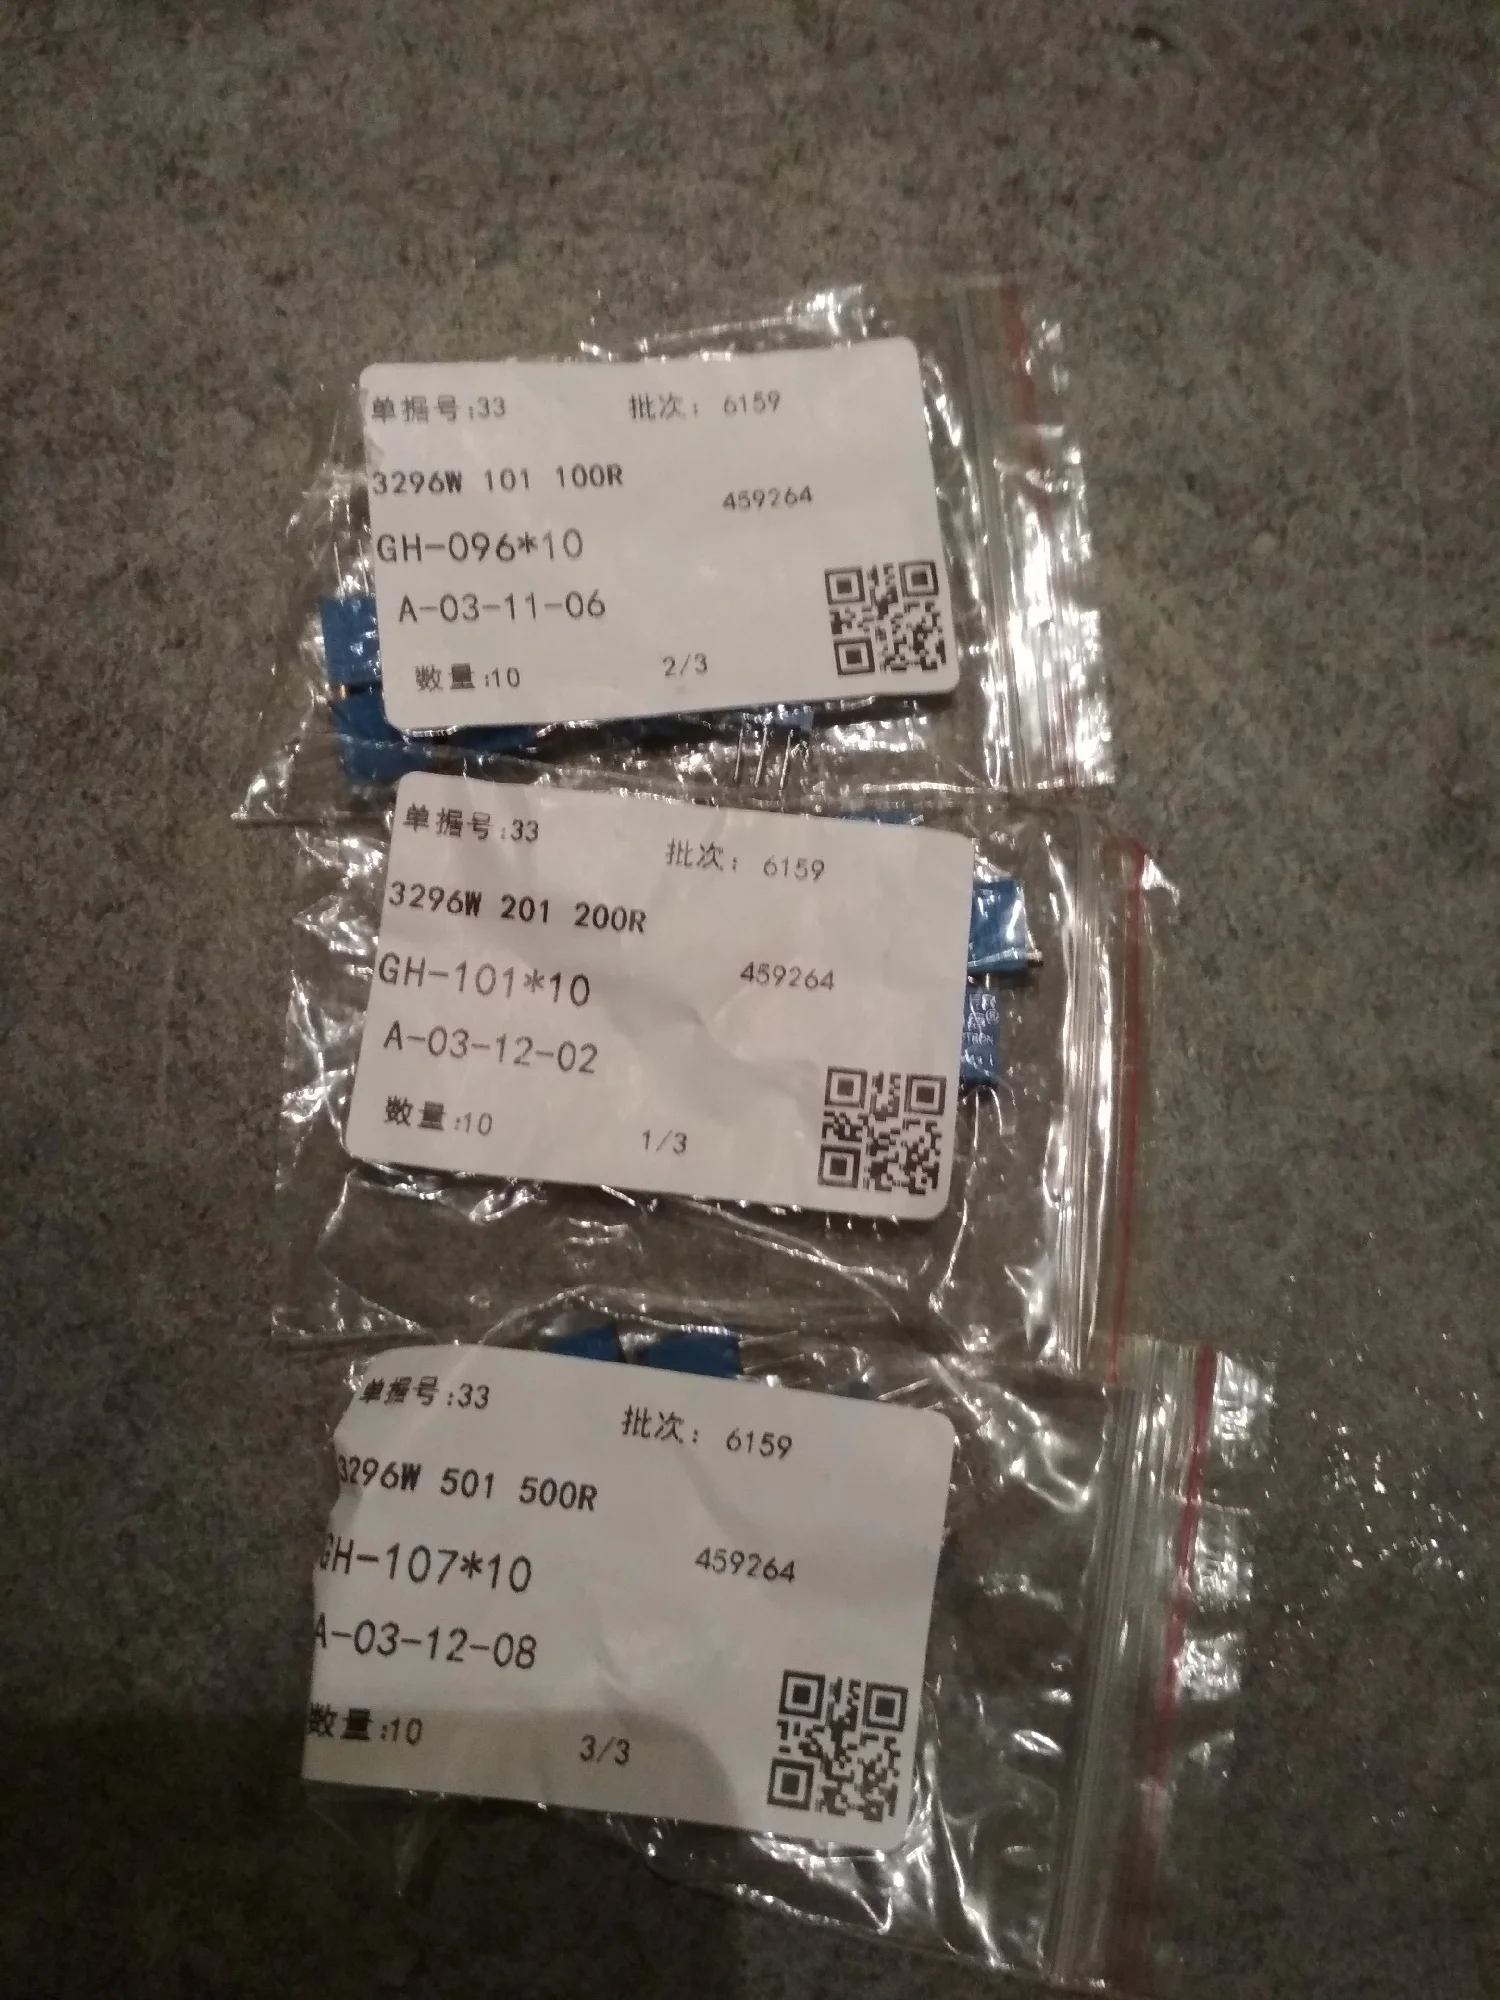 单据号:33 批次: 6159
3296W 101 100R
459264
GH-096*10
A-03-11-06
数量:10 2/3
单据号:33 批次: 6159
3296W 201 200R
GH-101*10 459264
A-03-12-02
数量:10 1/3
单据号:33 批次: 6159
3296W 501 500R
GH-107*10 459264
A-03-12-08
数量:10 3/3